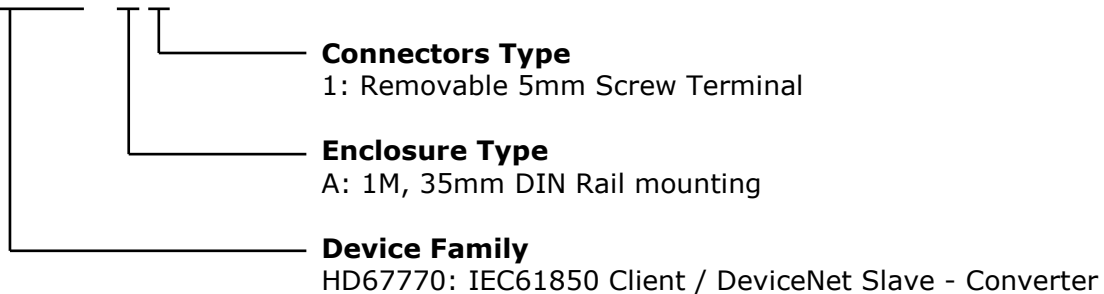 Connectors Type
1: Removable 5mm Screw Terminal
Enclosure Type
A: 1M, 35mm DIN Rail mounting
Device Family
HD67770: IEC61850 Client / DeviceNet Slave - Converter